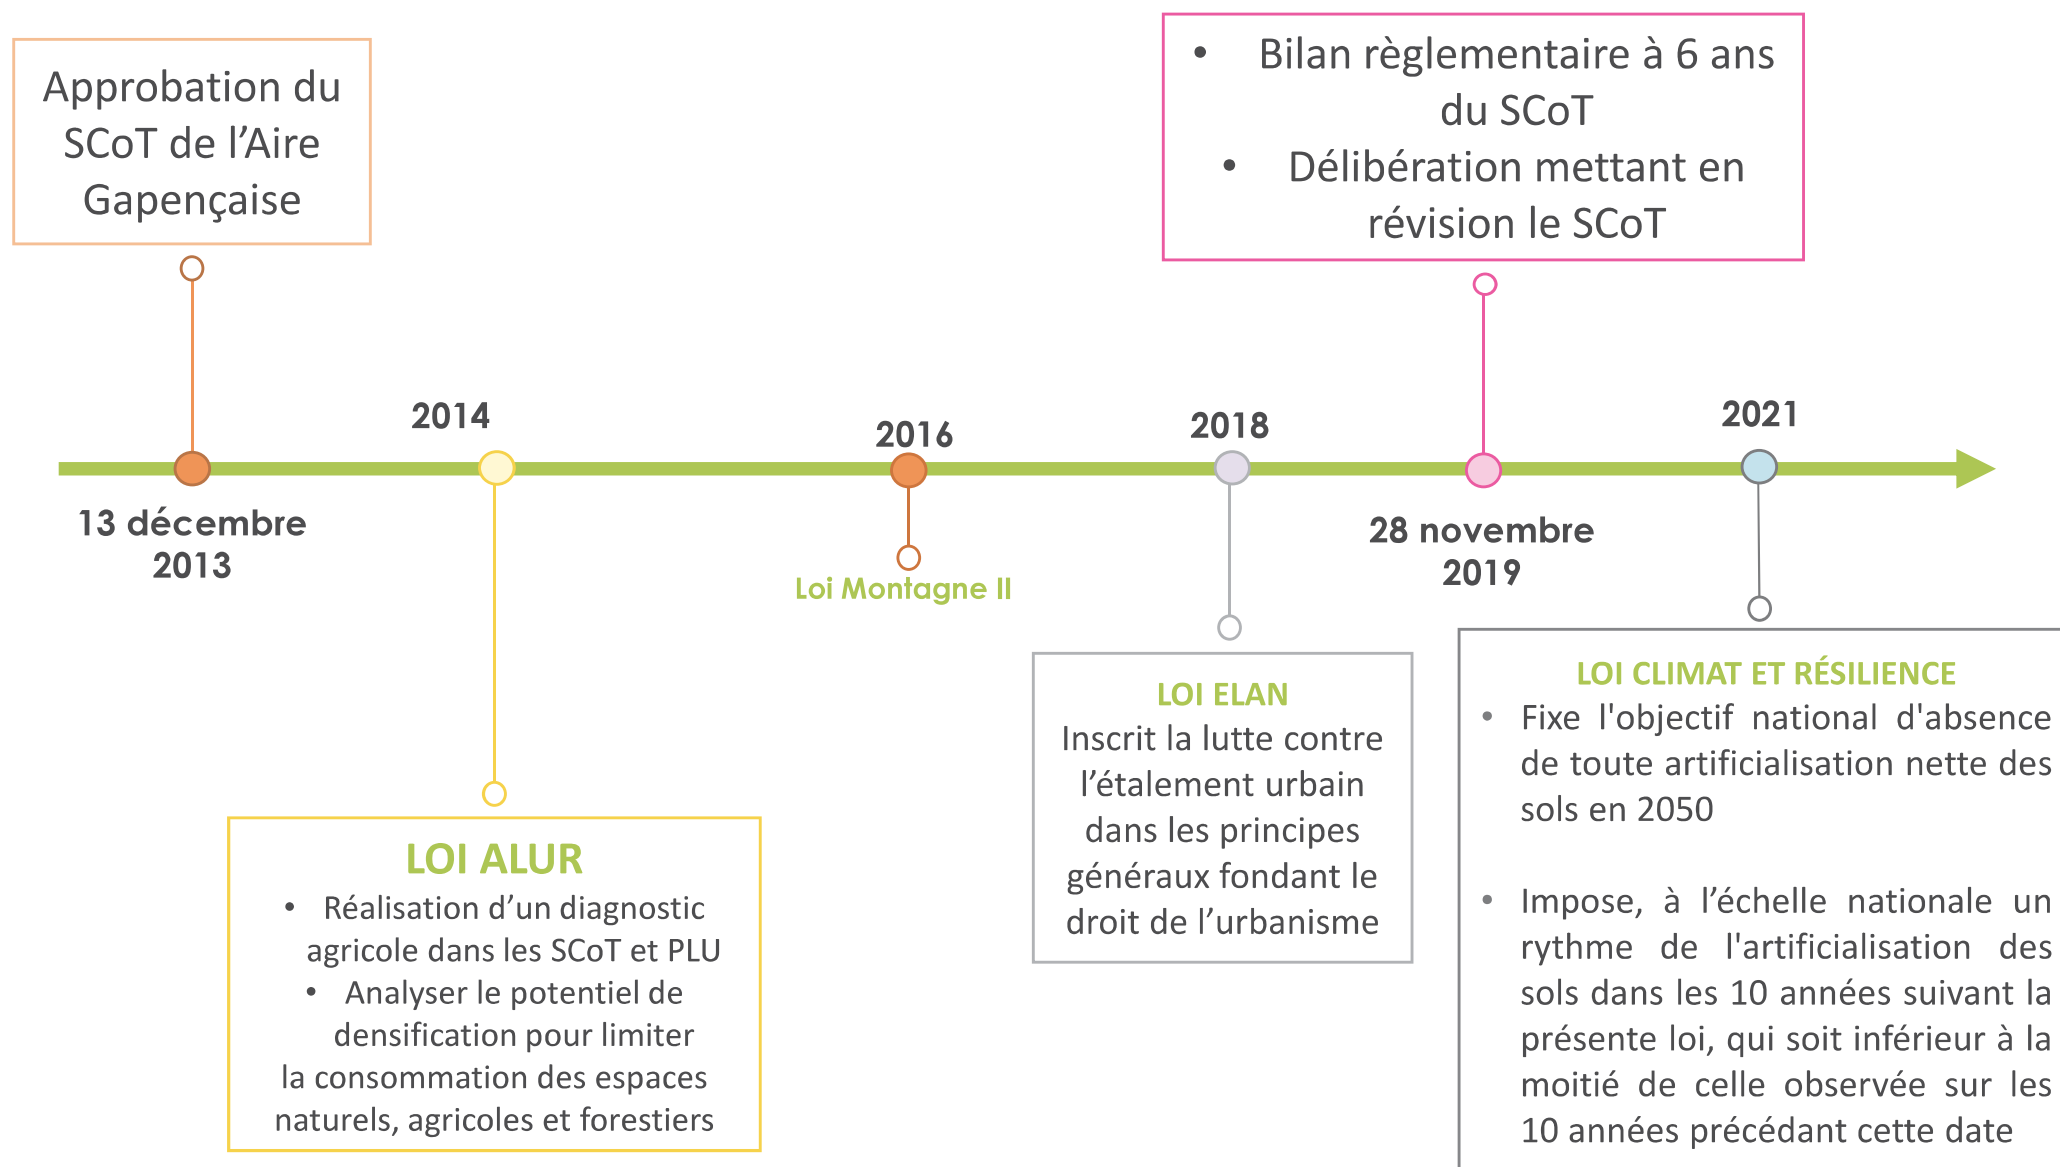 Approbation du
SCoT de l’Aire
Gapençaise
• Bilan règlementaire à 6 ans
du SCoT
• Délibération mettant en
révision le SCoT
2014
2016
2018
2021
13 décembre
2013
28 novembre
2019
Loi Montagne II
LOI ALUR
• Réalisation d’un diagnostic
agricole dans les SCoT et PLU
• Analyser le potentiel de
densification pour limiter
la consommation des espaces
naturels, agricoles et forestiers
LOI ELAN
Inscrit la lutte contre
l’étalement urbain
dans les principes
généraux fondant le
droit de l’urbanisme
LOI CLIMAT ET RÉSILIENCE
• Fixe l'objectif national d'absence
de toute artificialisation nette des
sols en 2050
• Impose, à l’échelle nationale un
rythme de l'artificialisation des
sols dans les 10 années suivant la
présente loi, qui soit inférieur à la
moitié de celle observée sur les
10 années précédant cette date